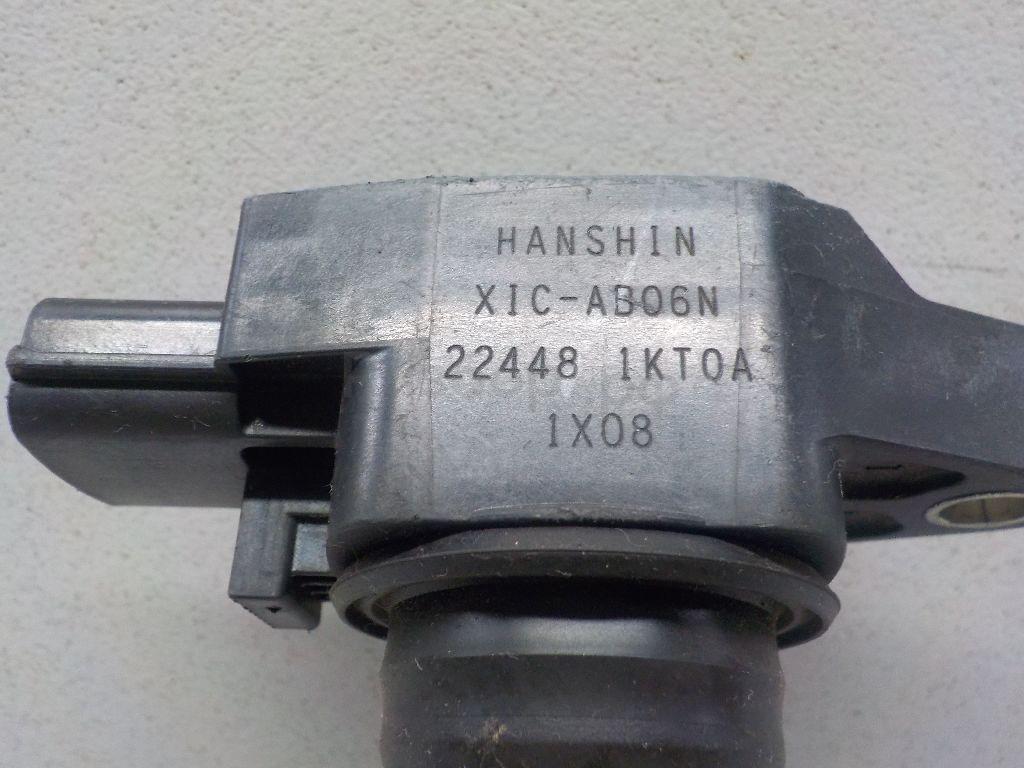 HANSHIN
XIC-AB06N
22448 1KT0A
1X08